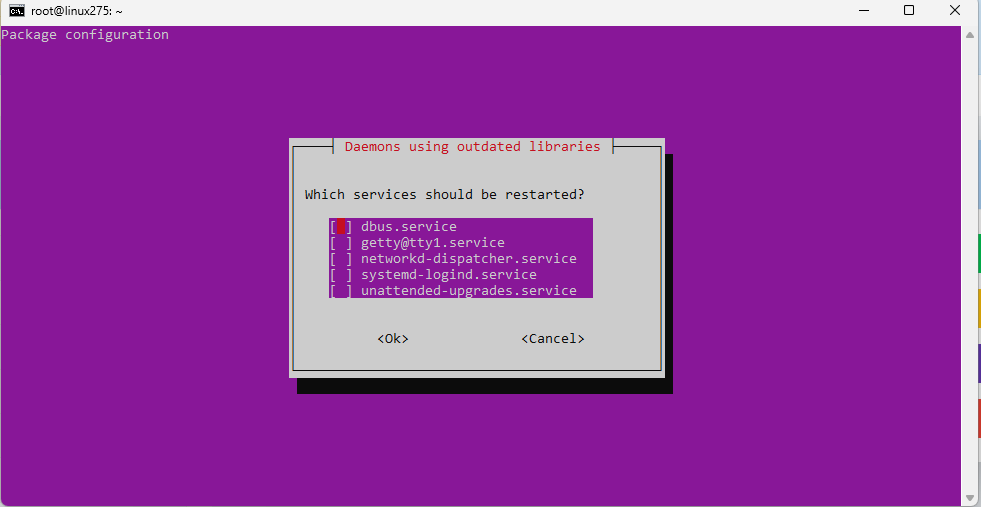 root@linux275: ~
Package configuration
Daemons using outdated libraries
Which services should be restarted?
[ ] dbus.service
[ ] getty@tty1.service
[ ] networkd-dispatcher.service
[ ] systemd-logind.service
[ ] unattended-upgrades.service
<Ok> <Cancel>